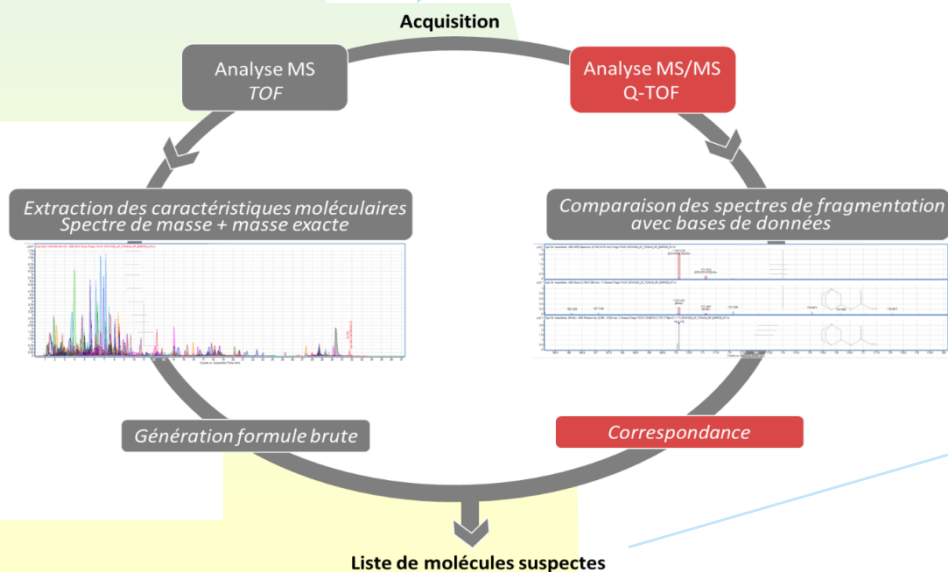 Acquisition
Analyse MS
TOF
Analyse MS/MS
Q-TOF
Extraction des caractéristiques moléculaires
Spectre de masse + masse exacte
Comparaison des spectres de fragmentation
avec bases de données
Génération formule brute
Correspondance
Liste de molécules suspectes